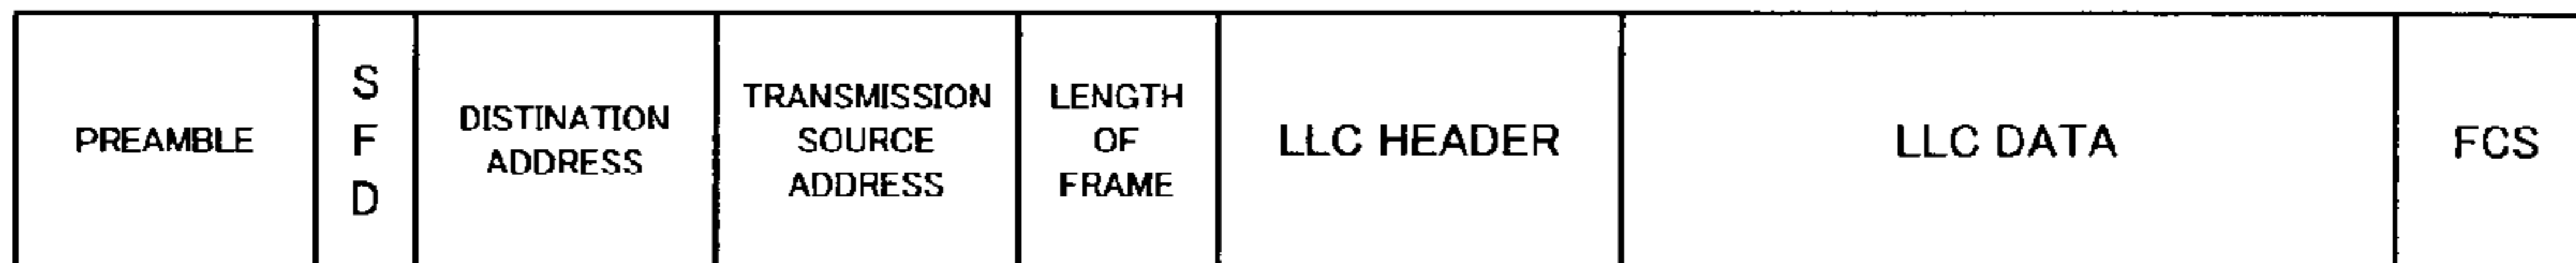 PREAMBLE
S
F
D
DISTINATION
ADDRESS
TRANSMISSION
SOURCE
ADDRESS
LENGTH
OF
FRAME
LLC HEADER
LLC DATA
FCS